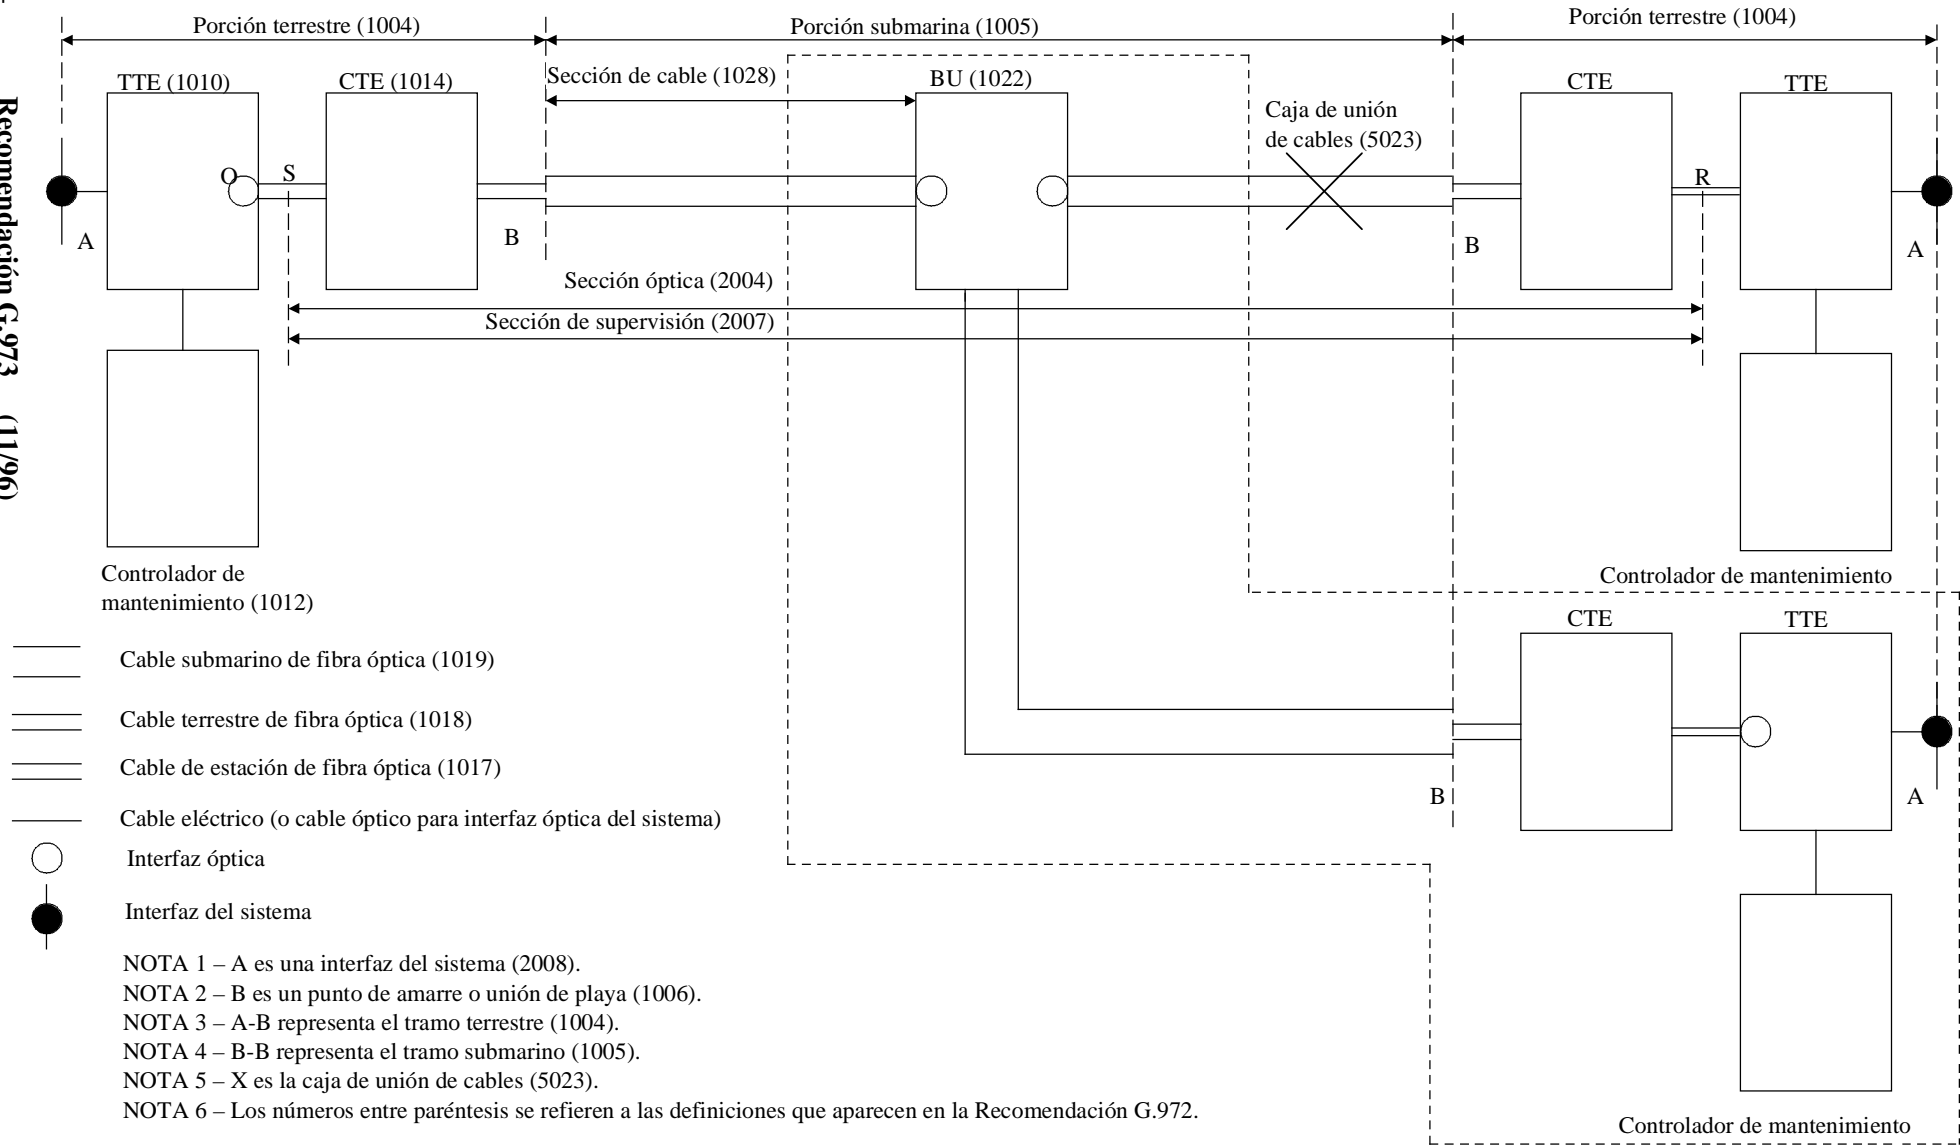 Porción terrestre (1004)
Porción submarina (1005)
Porción terrestre (1004)
TTE (1010)
CTE (1014)
Sección de cable (1028)
BU (1022)
Caja de unión
de cables (5023)
CTE
TTE
O
S
R
A
B
B
A
Sección óptica (2004)
Sección de supervisión (2007)
Recomendación G.973 (11/96)
Controlador de
mantenimiento (1012)
Controlador de mantenimiento
CTE
TTE
B
A
Controlador de mantenimiento
Cable submarino de fibra óptica (1019)
Cable terrestre de fibra óptica (1018)
Cable de estación de fibra óptica (1017)
Cable eléctrico (o cable óptico para interfaz óptica del sistema)
Interfaz óptica
Interfaz del sistema
NOTA 1 – A es una interfaz del sistema (2008).
NOTA 2 – B es un punto de amarre o unión de playa (1006).
NOTA 3 – A-B representa el tramo terrestre (1004).
NOTA 4 – B-B representa el tramo submarino (1005).
NOTA 5 – X es la caja de unión de cables (5023).
NOTA 6 – Los números entre paréntesis se refieren a las definiciones que aparecen en la Recomendación G.972.